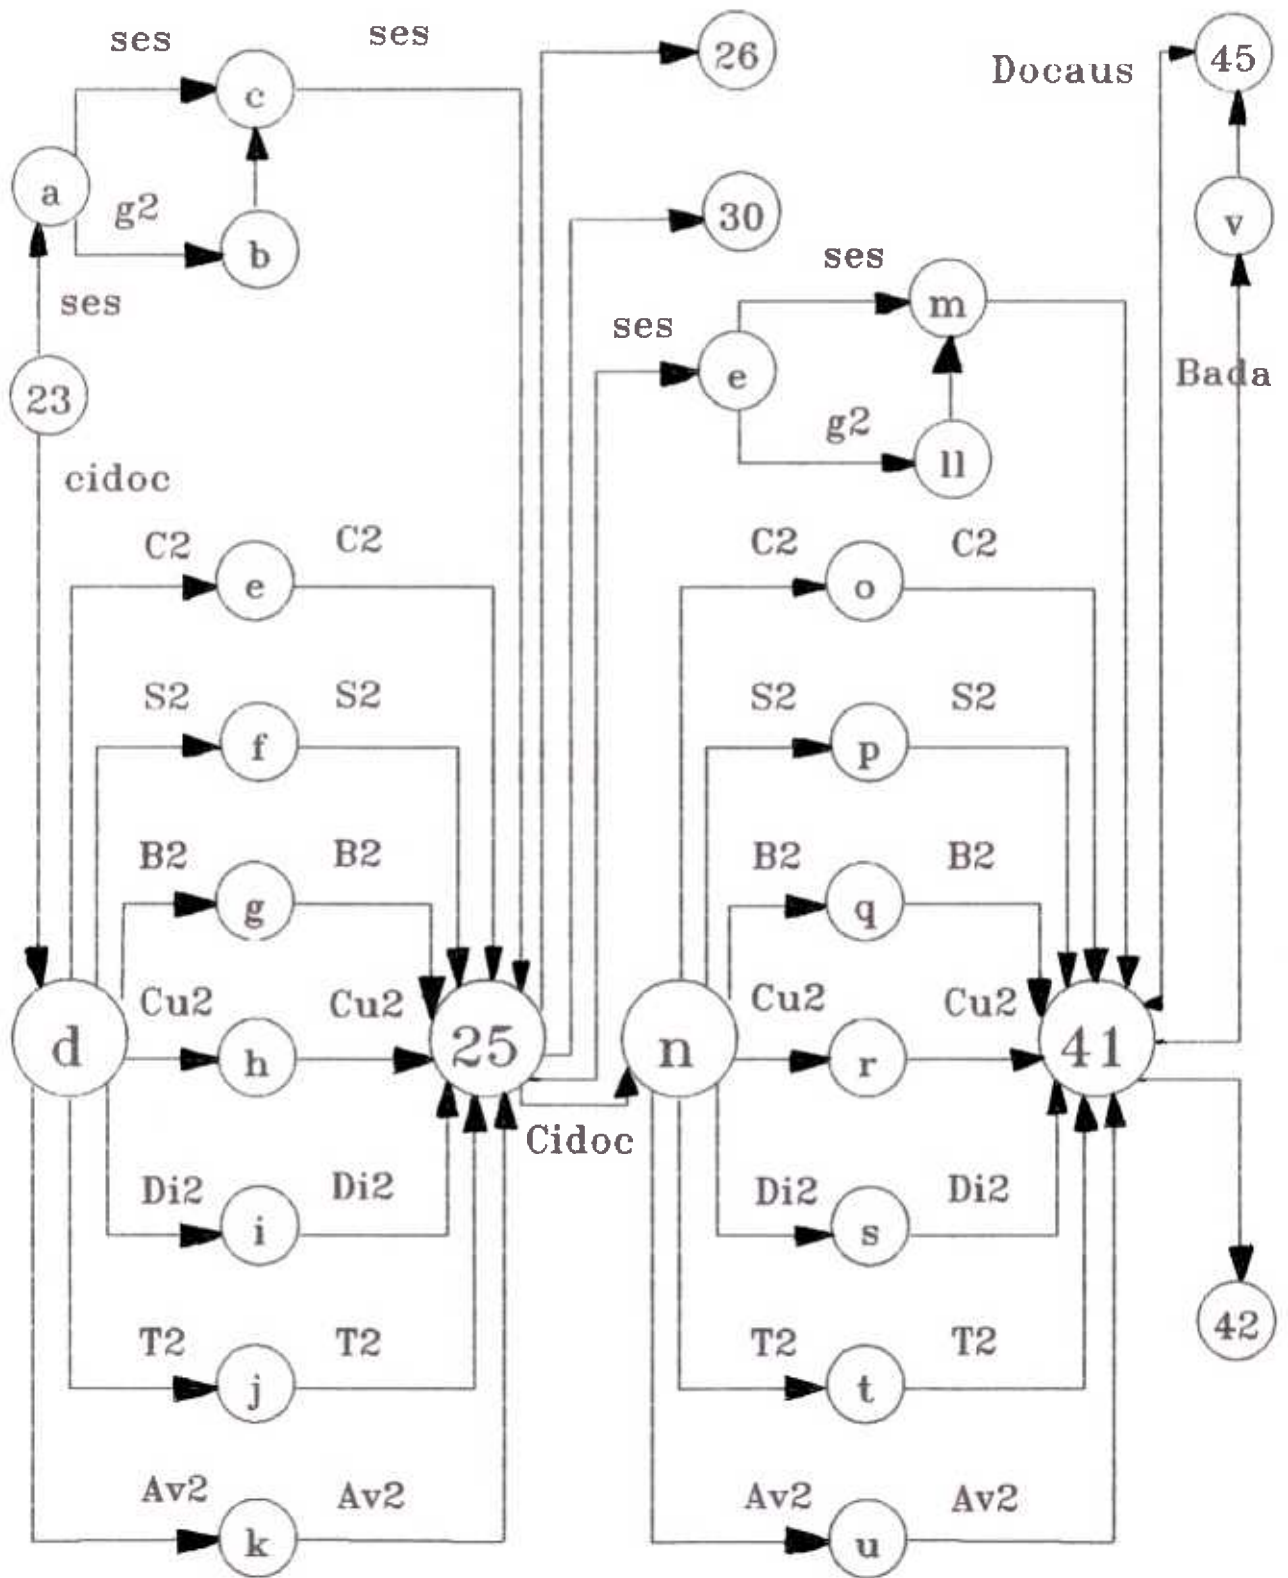 ses ses 26 45
Docaus
c
a g2 30 v
b
ses ses m
ses e
23 Bada
g2 ll
cidoc
C2 e C2 C2 o C2
S2 f S2 S2 p S2
B2 g B2 B2 q B2
d Cu2 h Cu2 25 n Cu2 r Cu2 41
Cidoc
Di2 i Di2 Di2 s Di2
42
T2 j T2 T2 t T2
Av2 k Av2 Av2 u Av2